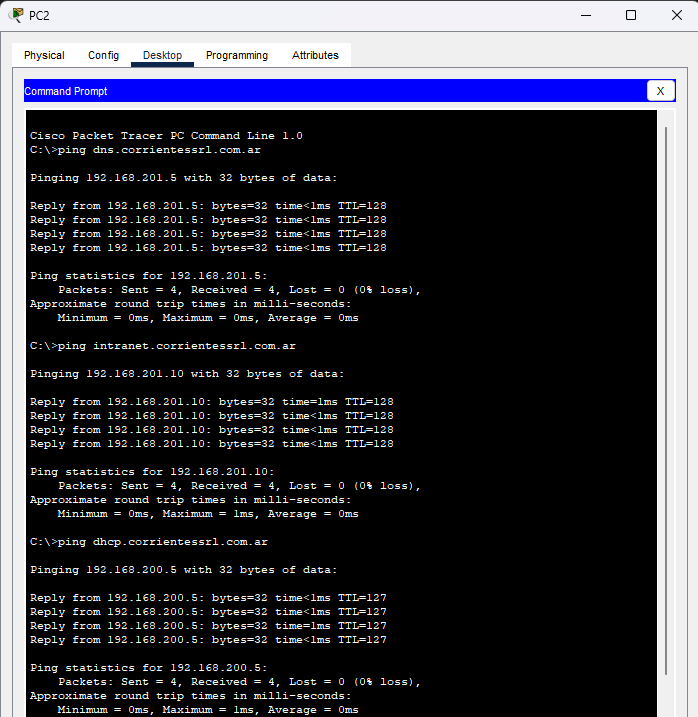 PC2
Physical Config Desktop Programming Attributes
Command Prompt X
Cisco Packet Tracer PC Command Line 1.0
C:\>ping dns.corrientessrl.com.ar
Pinging 192.168.201.5 with 32 bytes of data:
Reply from 192.168.201.5: bytes=32 time<1ms TTL=128
Reply from 192.168.201.5: bytes=32 time<1ms TTL=128
Reply from 192.168.201.5: bytes=32 time<1ms TTL=128
Reply from 192.168.201.5: bytes=32 time<1ms TTL=128
Ping statistics for 192.168.201.5:
    Packets: Sent = 4, Received = 4, Lost = 0 (0% loss),
Approximate round trip times in milli-seconds:
    Minimum = 0ms, Maximum = 0ms, Average = 0ms
C:\>ping intranet.corrientessrl.com.ar
Pinging 192.168.201.10 with 32 bytes of data:
Reply from 192.168.201.10: bytes=32 time=1ms TTL=128
Reply from 192.168.201.10: bytes=32 time<1ms TTL=128
Reply from 192.168.201.10: bytes=32 time<1ms TTL=128
Reply from 192.168.201.10: bytes=32 time<1ms TTL=128
Ping statistics for 192.168.201.10:
    Packets: Sent = 4, Received = 4, Lost = 0 (0% loss),
Approximate round trip times in milli-seconds:
    Minimum = 0ms, Maximum = 1ms, Average = 0ms
C:\>ping dhcp.corrientessrl.com.ar
Pinging 192.168.200.5 with 32 bytes of data:
Reply from 192.168.200.5: bytes=32 time<1ms TTL=127
Reply from 192.168.200.5: bytes=32 time<1ms TTL=127
Reply from 192.168.200.5: bytes=32 time=1ms TTL=127
Reply from 192.168.200.5: bytes=32 time<1ms TTL=127
Ping statistics for 192.168.200.5:
    Packets: Sent = 4, Received = 4, Lost = 0 (0% loss),
Approximate round trip times in milli-seconds:
    Minimum = 0ms, Maximum = 1ms, Average = 0ms